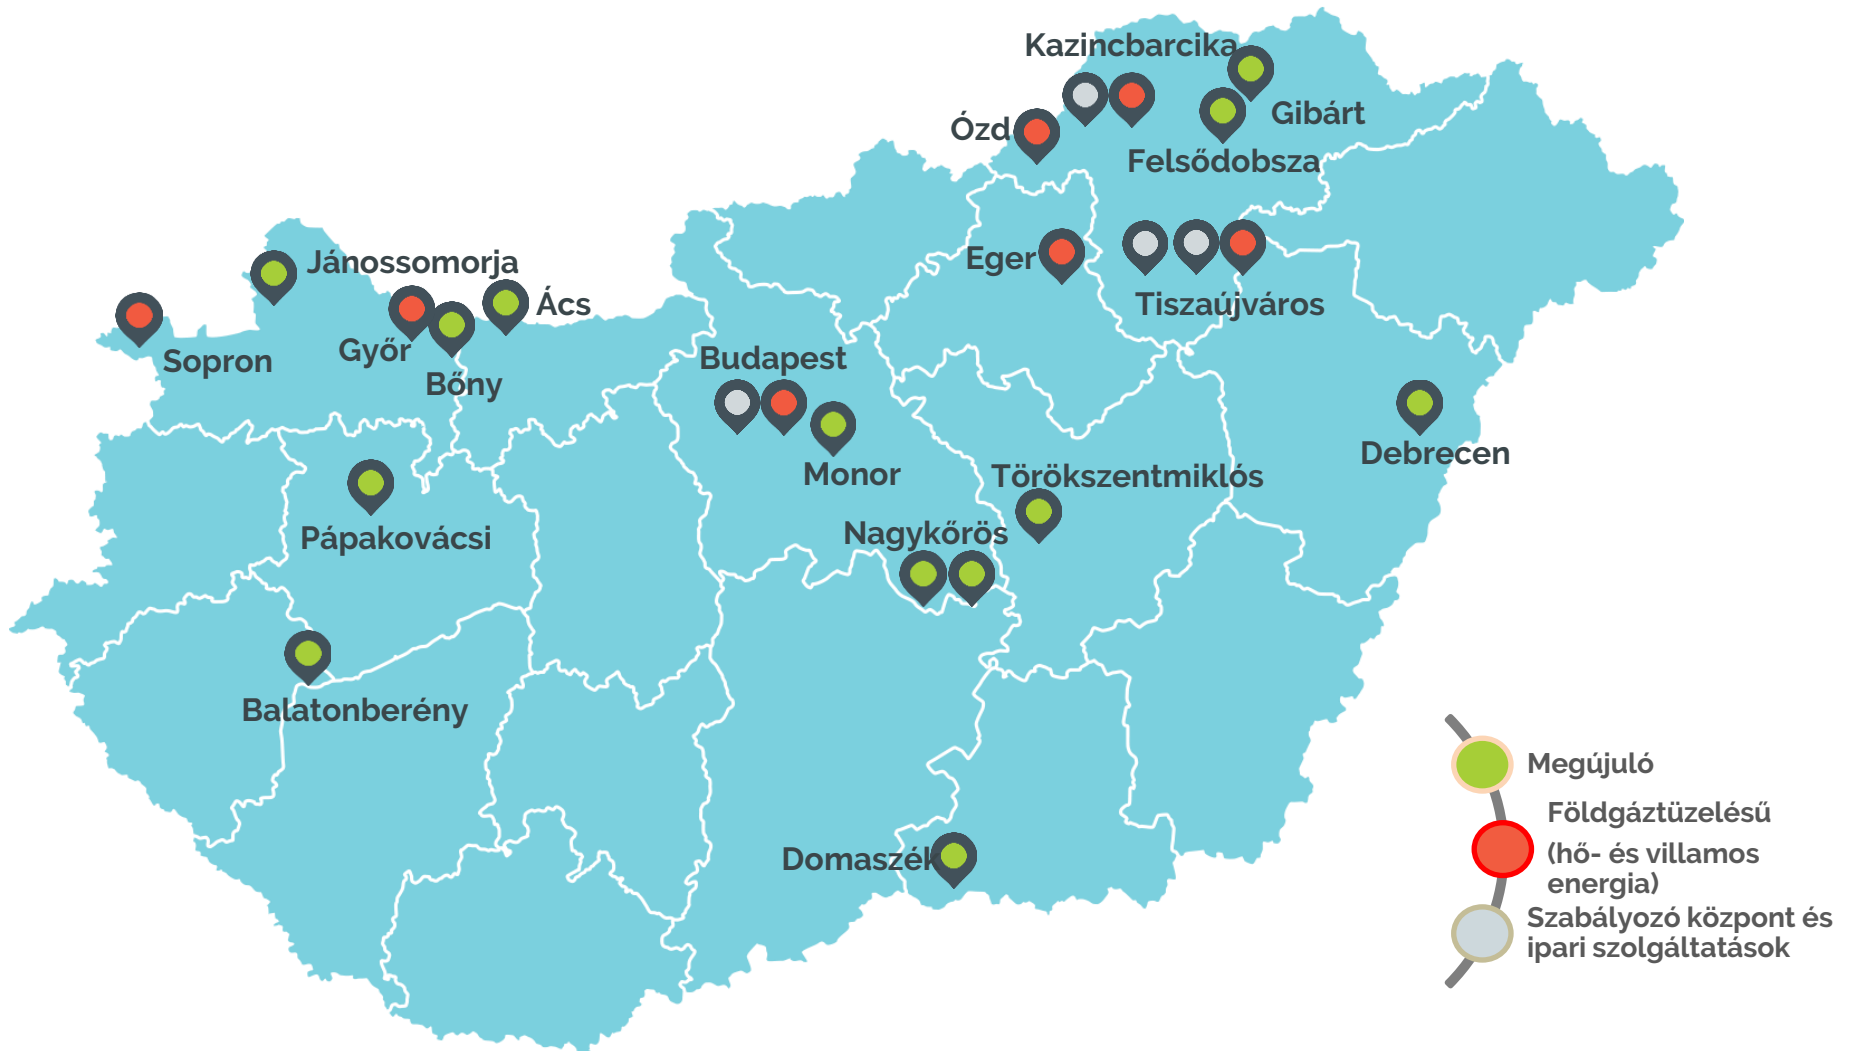 Kazincbarcika
Gibárt
Ózd
Felsődobsza
Jánossomorja
Eger
Ács
Tiszaújváros
Győr
Sopron
Budapest
Bőny
Debrecen
Monor
Törökszentmiklós
Nagykőrös
Pápakovácsi
Balatonberény
Domaszék
Megújuló
Földgáztüzelésű
(hő- és villamos
energia)
Szabályozó központ és
ipari szolgáltatások